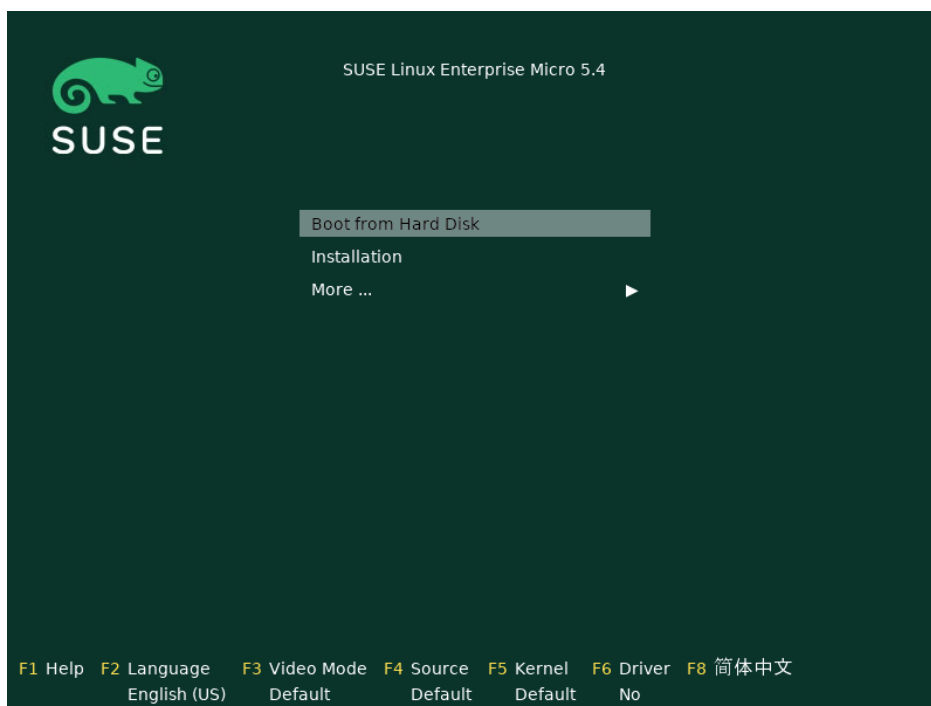 SUSE Linux Enterprise Micro 5.4
SUSE
Boot from Hard Disk
Installation
More ...
F1 Help F2 Language F3 Video Mode F4 Source F5 Kernel F6 Driver F8 简体中文
English (US) Default Default Default No